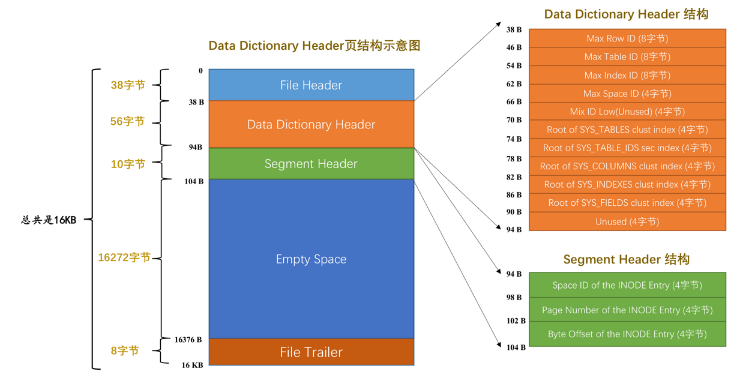 Data Dictionary Header页结构示意图
总共是16KB
38字节
56字节
10字节
16272字节
8字节
0
File Header
38 B
Data Dictionary Header
94B
Segment Header
104 B
Empty Space
16376 B
File Trailer
16 KB
Data Dictionary Header 结构
38 B
Max Row ID (8字节)
46 B
Max Table ID (8字节)
54 B
Max Index ID (8字节)
62 B
Max Space ID (4字节)
66 B
Mix ID Low(Unused) (4字节)
70 B
Root of SYS_TABLES clust index (4字节)
74 B
Root of SYS_TABLE_IDS sec index (4字节)
78 B
Root of SYS_COLUMNS clust index (4字节)
82 B
Root of SYS_INDEXES clust index (4字节)
86 B
Root of SYS_FIELDS clust index (4字节)
90 B
Unused (4字节)
94 B
Segment Header 结构
94 B
Space ID of the INODE Entry (4字节)
98 B
Page Number of the INODE Entry (4字节)
102 B
Byte Offset of the INODE Entry (4字节)
104 B